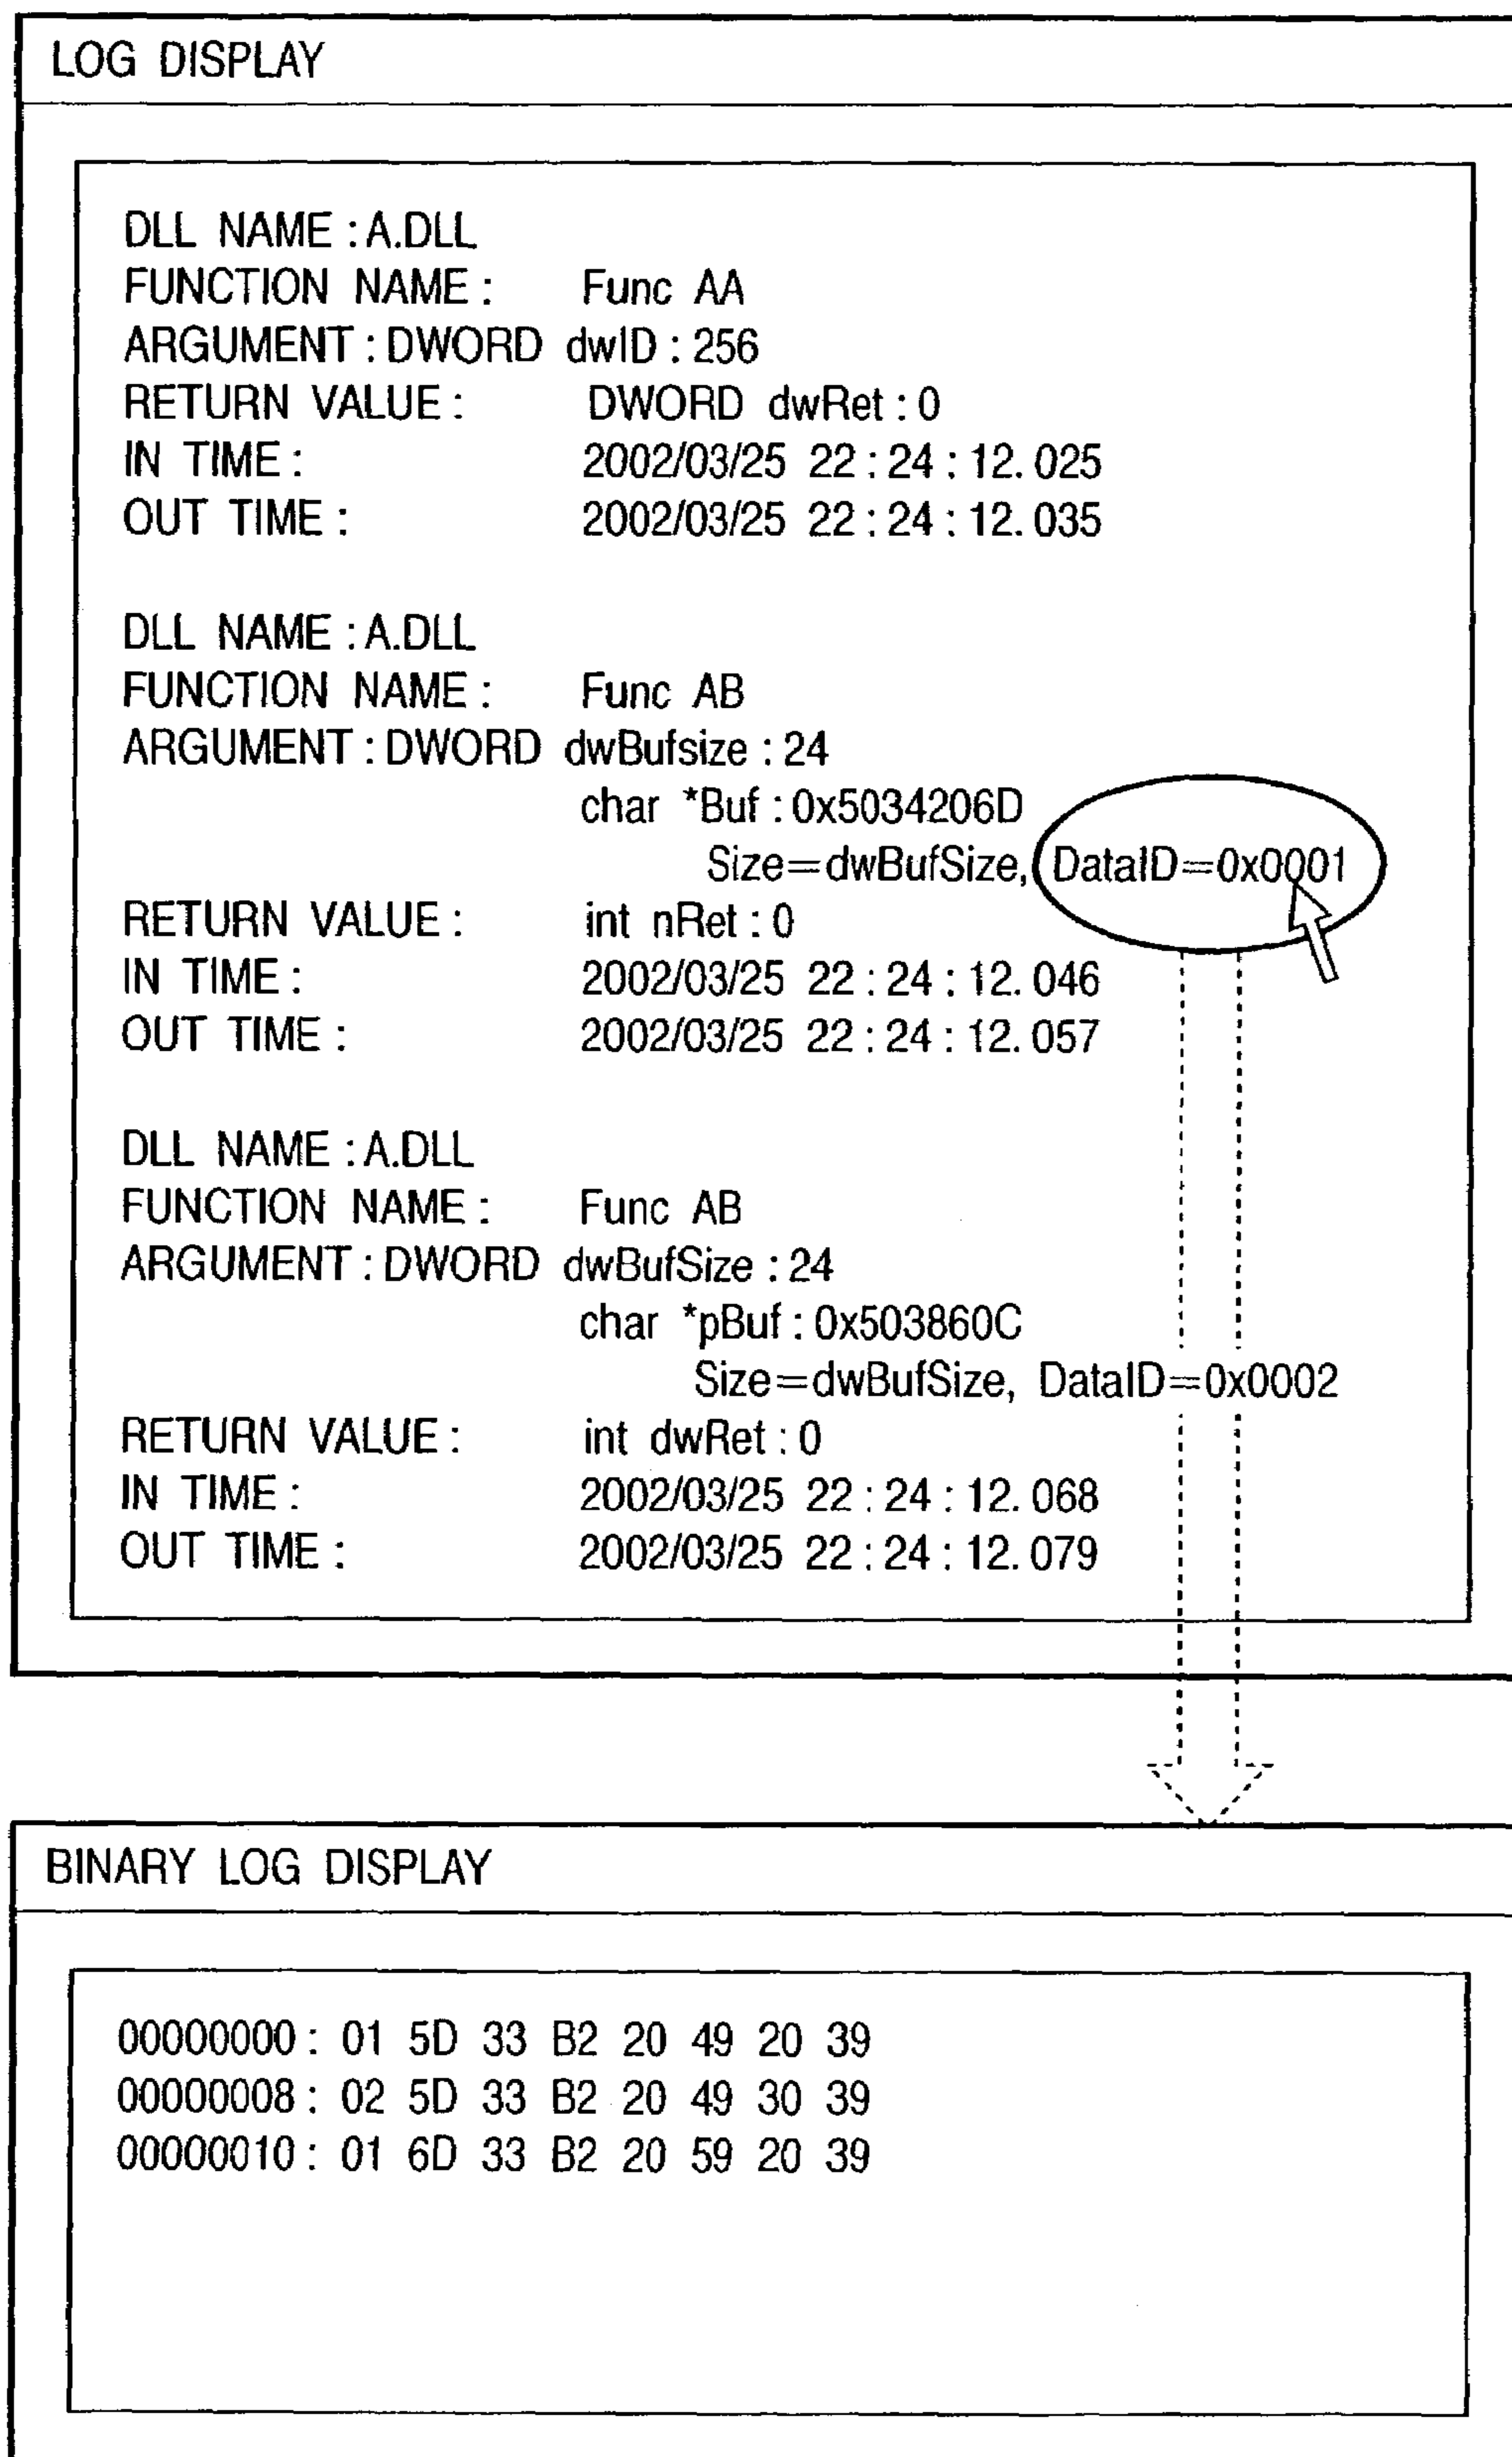 LOG DISPLAY
DLL NAME : A.DLL
FUNCTION NAME : Func AA
ARGUMENT : DWORD dwID : 256
RETURN VALUE : DWORD dwRet : 0
IN TIME : 2002/03/25 22 : 24 : 12. 025
OUT TIME : 2002/03/25 22 : 24 : 12. 035
DLL NAME : A.DLL
FUNCTION NAME : Func AB
ARGUMENT : DWORD dwBufsize : 24
char *Buf : 0x5034206D
Size=dwBufSize, DataID=0x0001
RETURN VALUE : int nRet : 0
IN TIME : 2002/03/25 22 : 24 : 12. 046
OUT TIME : 2002/03/25 22 : 24 : 12. 057
DLL NAME : A.DLL
FUNCTION NAME : Func AB
ARGUMENT : DWORD dwBufSize : 24
char *pBuf : 0x503860C
Size=dwBufSize, DataID=0x0002
RETURN VALUE : int dwRet : 0
IN TIME : 2002/03/25 22 : 24 : 12. 068
OUT TIME : 2002/03/25 22 : 24 : 12. 079
BINARY LOG DISPLAY
00000000 : 01 5D 33 B2 20 49 20 39
00000008 : 02 5D 33 B2 20 49 30 39
00000010 : 01 6D 33 B2 20 59 20 39